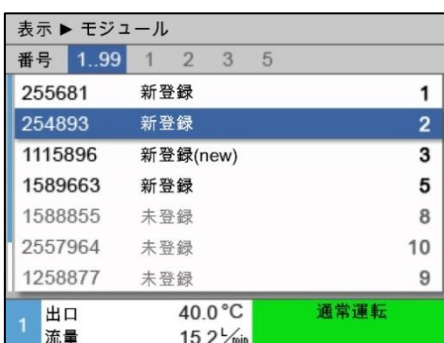 表示 ▶ モジュール
番号 1..99 1 2 3 5
255681 新登録 1
254893 新登録 2
1115896 新登録(new) 3
1589663 新登録 5
1588855 未登録 8
2557964 未登録 10
1258877 未登録 9
1 出口 40.0 °C 通常運転
流量 15.2 L/min